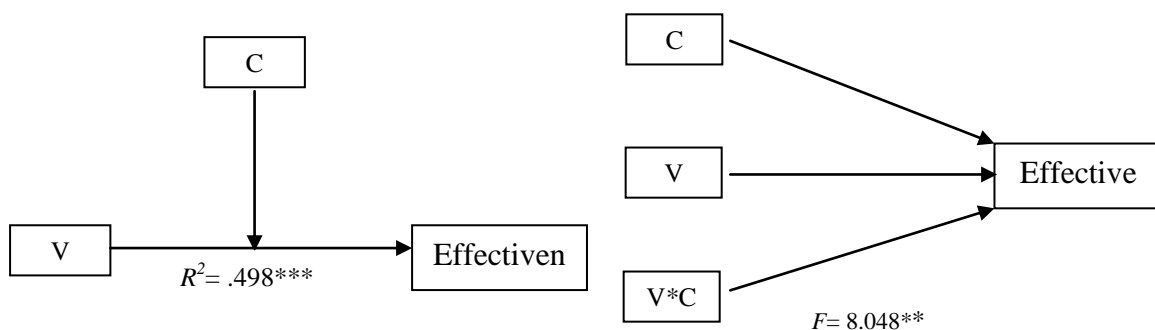 C
V
Effectiven
R²= .498***
C
V
Effective
V*C
F= 8.048**